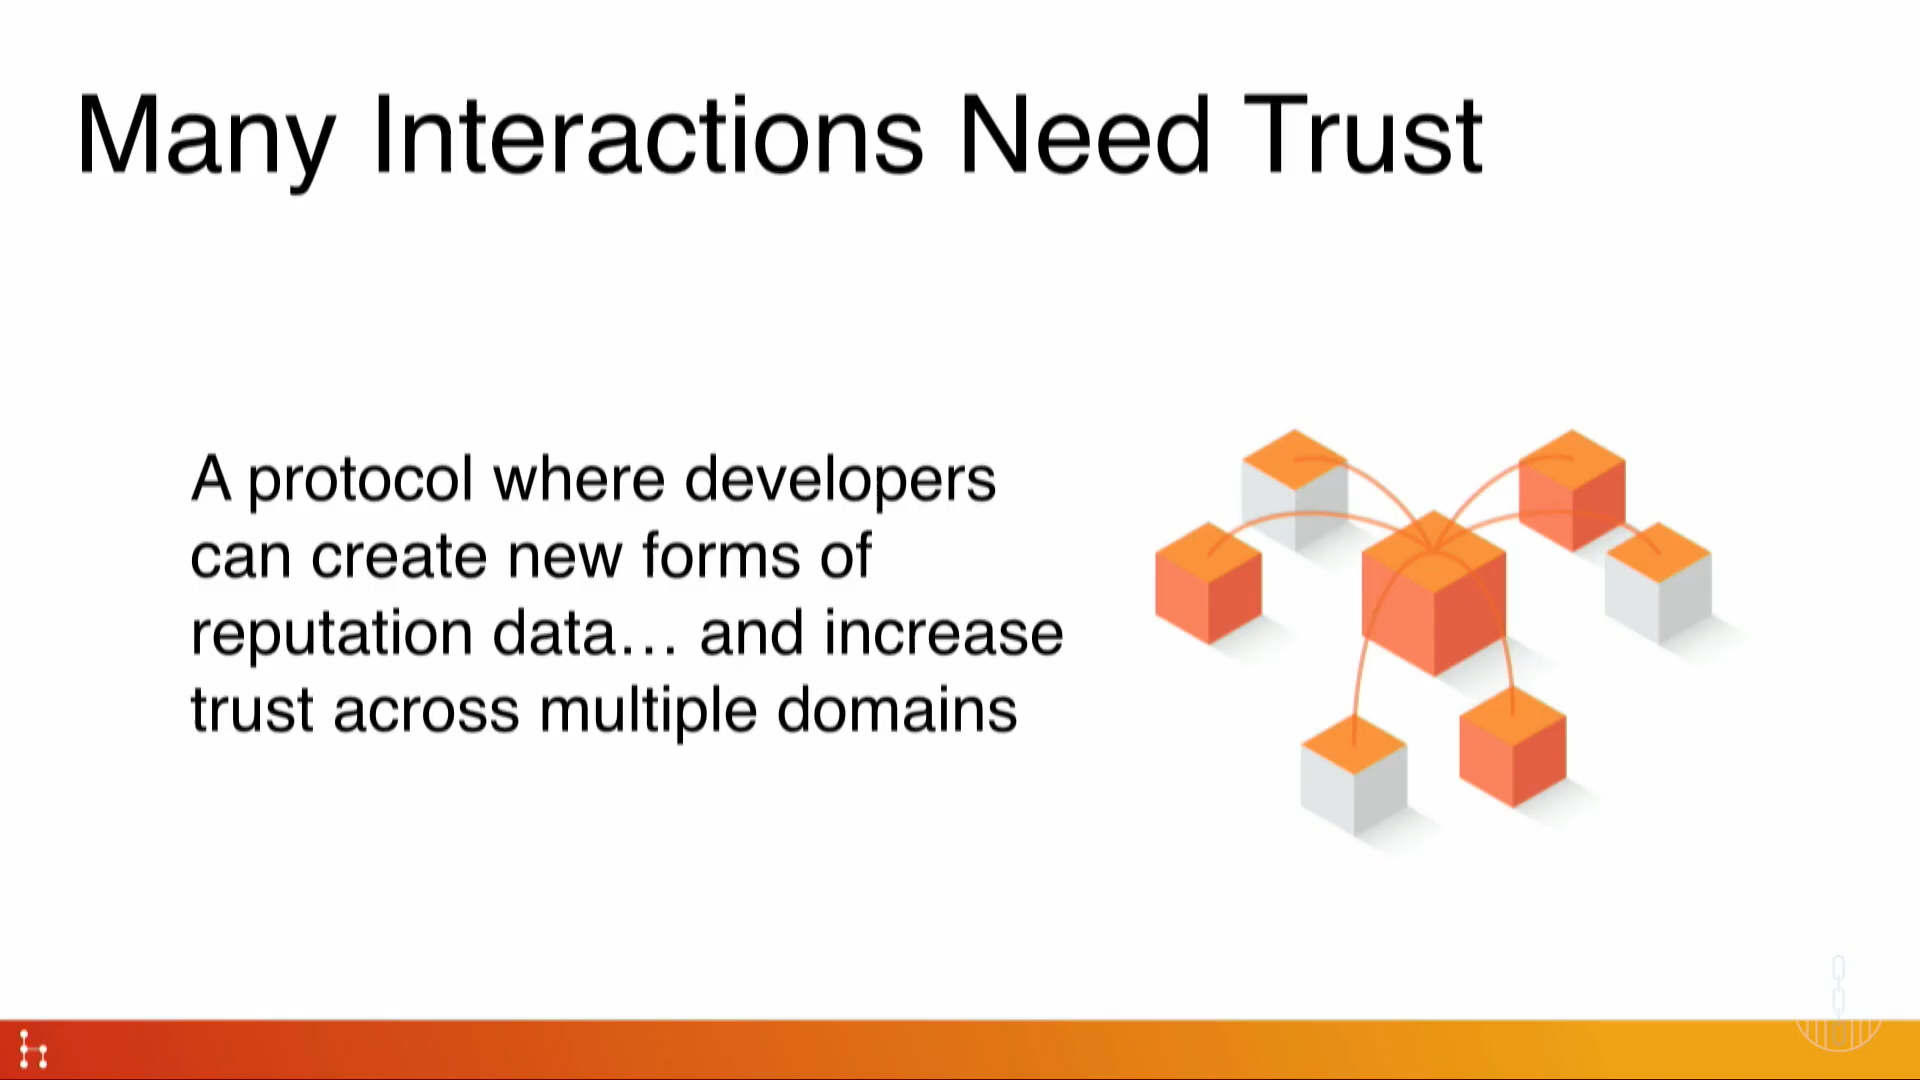 Many Interactions Need Trust
A protocol where developers
can create new forms of
reputation data… and increase
trust across multiple domains